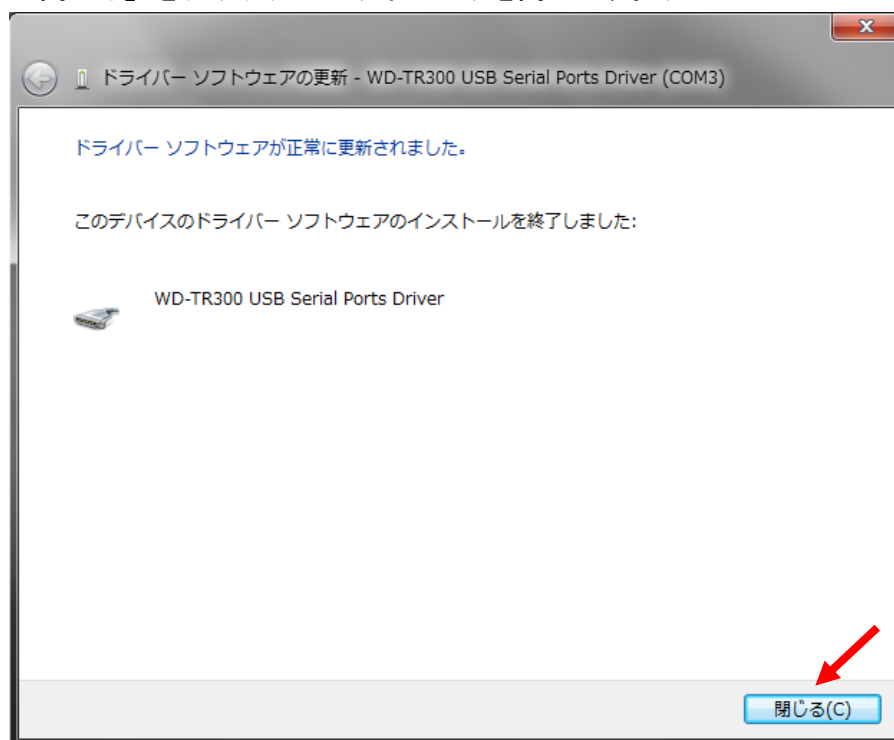 ドライバー ソフトウェアの更新 - WD-TR300 USB Serial Ports Driver (COM3)
ドライバー ソフトウェアが正常に更新されました。
このデバイスのドライバー ソフトウェアのインストールを終了しました:
WD-TR300 USB Serial Ports Driver
閉じる(C)